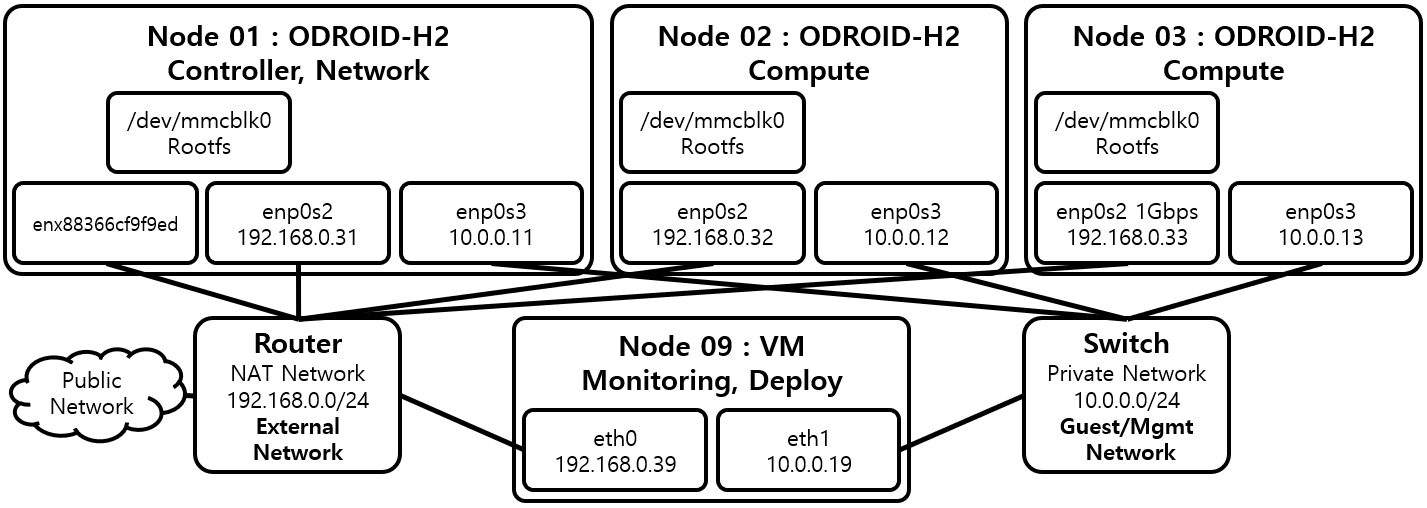 Node 01 : ODROID-H2
Controller, Network
/dev/mmcblk0
Rootfs
enx88366cf9f9ed
enp0s2
192.168.0.31
enp0s3
10.0.0.11
Node 02 : ODROID-H2
Compute
/dev/mmcblk0
Rootfs
enp0s2
192.168.0.32
enp0s3
10.0.0.12
Node 03 : ODROID-H2
Compute
/dev/mmcblk0
Rootfs
enp0s2 1Gbps
192.168.0.33
enp0s3
10.0.0.13
Public
Network
Router
NAT Network
192.168.0.0/24
External
Network
Node 09 : VM
Monitoring, Deploy
eth0
192.168.0.39
eth1
10.0.0.19
Switch
Private Network
10.0.0.0/24
Guest/Mgmt
Network